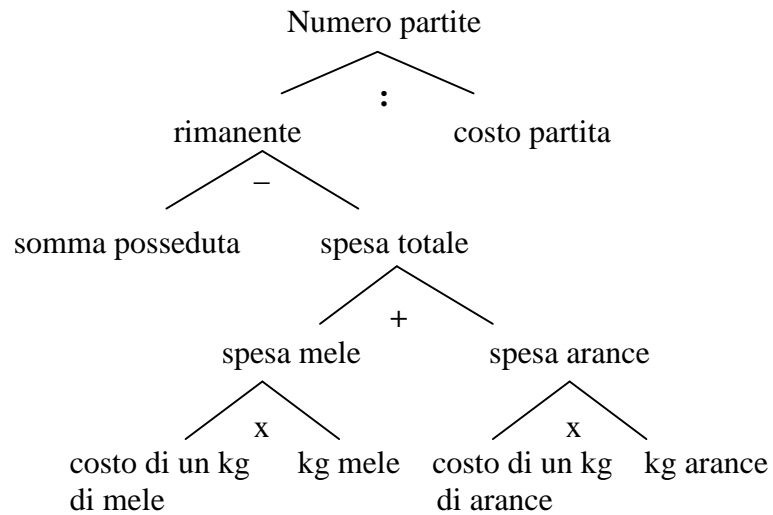 Numero partite
:
rimanente costo partita
–
somma posseduta spesa totale
+
spesa mele spesa arance
x x
costo di un kg kg mele costo di un kg kg arance
di mele di arance